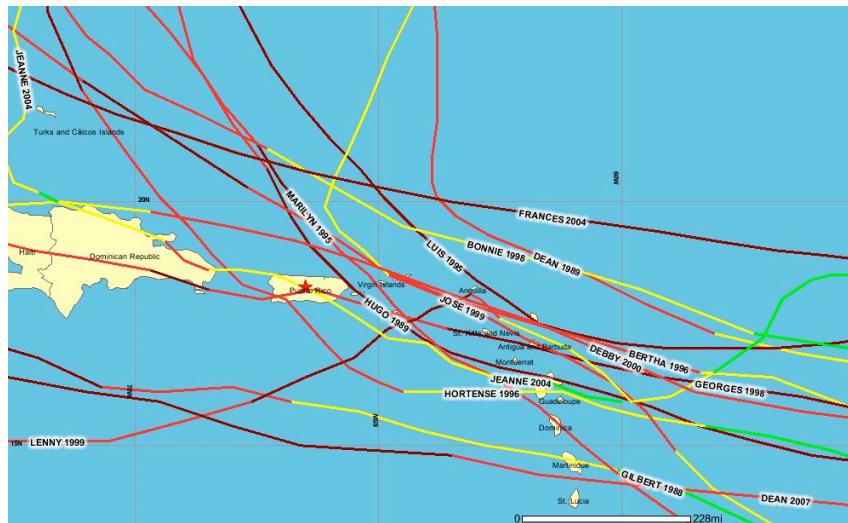 JEANNE 2004
Turks and Caicos Islands
60W
20N
FRANCES 2004
MARILYN 1995
LUIS 1995
BONNIE 1998
DEAN 1989
Haiti
Dominican Republic
Puerto Rico
Virgin Islands
Anguilla
HUGO 1989
JOSE 1999
St. Kitts and Nevis
Antigua and Barbuda
BERTHA 1996
DEBBY 2000
Montserrat
JEANNE 2004
GEORGES 1998
70W
HORTENSE 1996
Guadeloupe
65W
Dominica
15N
LENNY 1999
Martinique
GILBERT 1988
DEAN 2007
St. Lucia
0
228mi